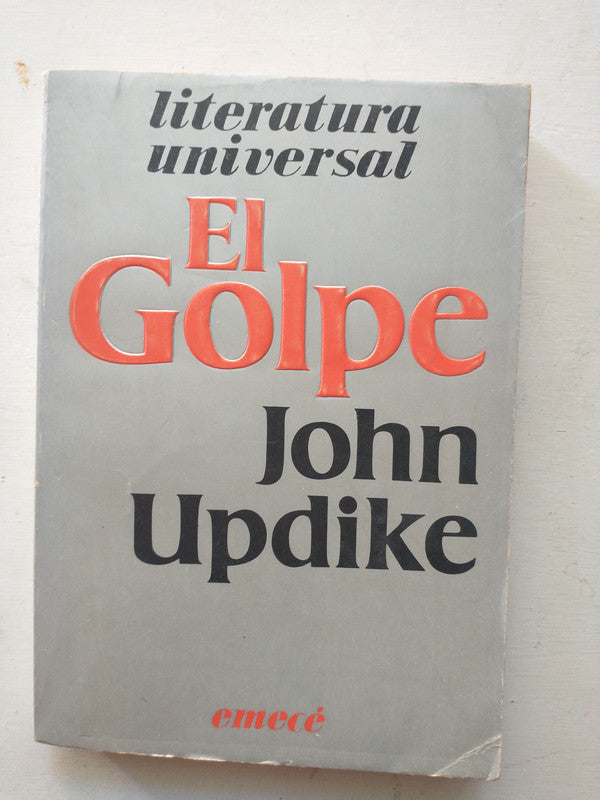 literatura
universal
El
Golpe
John
Updike
emecé